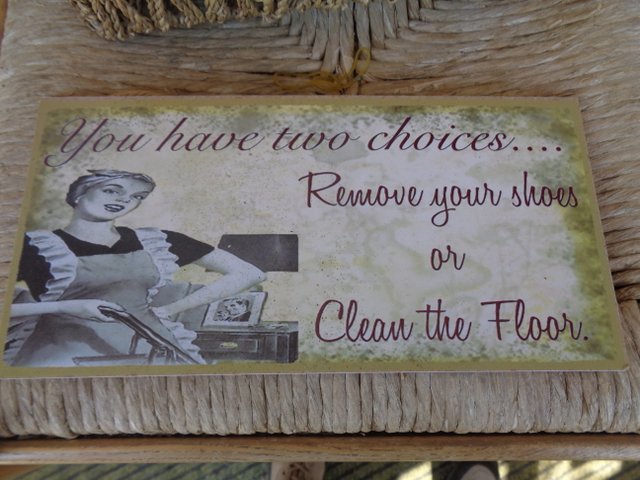 You have two choices....
Remove your shoes
or
Clean the Floor.